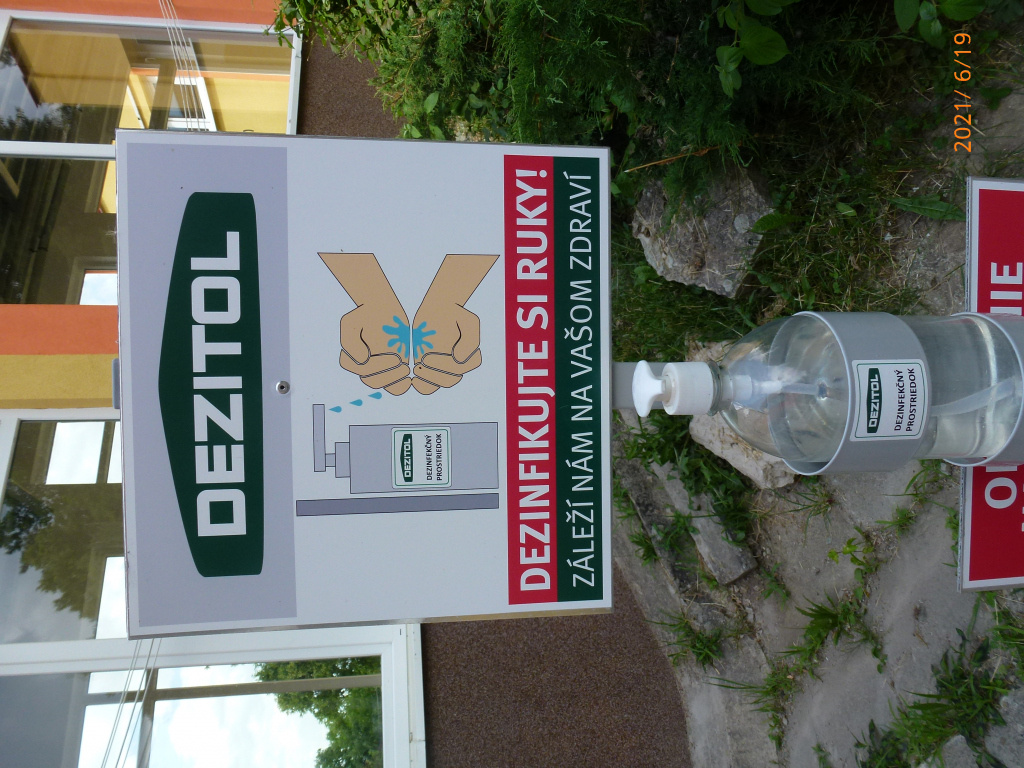 DEZITOL
DEZITOL
DEZINFEKČNÝ
PROSTRIEDOK
DEZINFIKUJTE SI RUKY!
ZÁLEŽÍ NÁM NA VAŠOM ZDRAVÍ
DEZITOL
DEZINFEKČNÝ
PROSTRIEDOK
2021/ 6/19